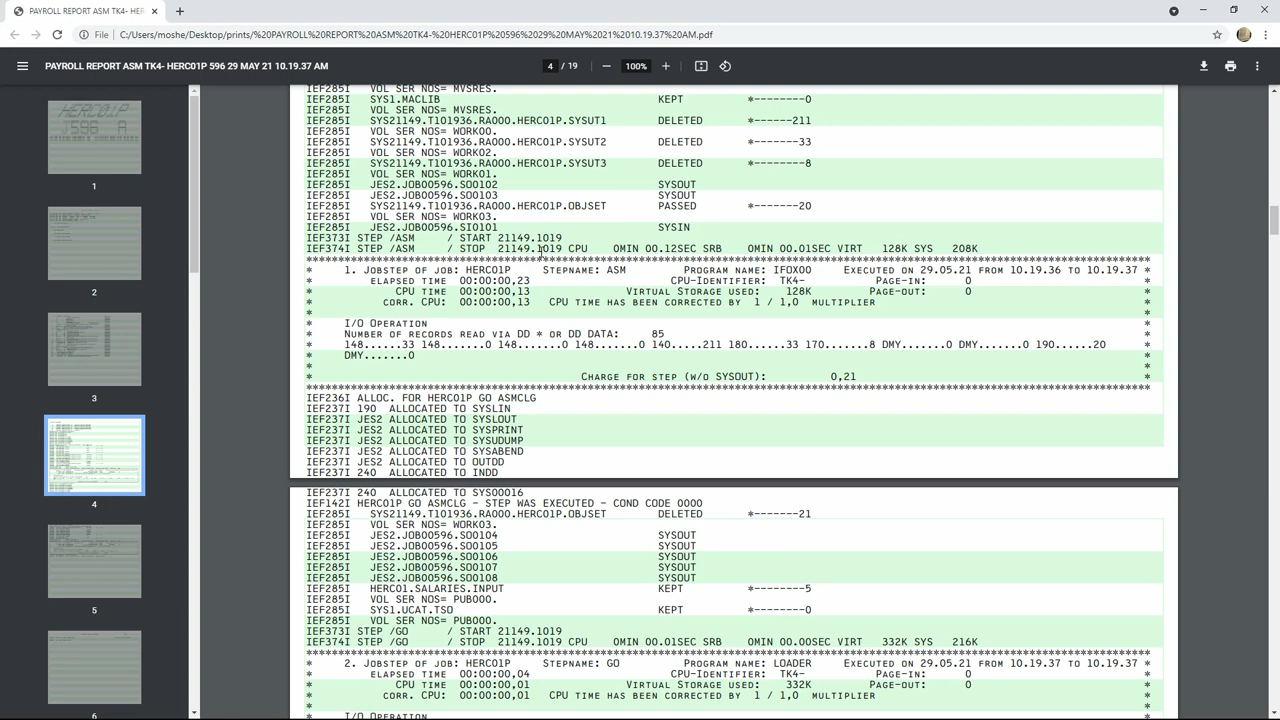 PAYROLL REPORT ASM TK4- HERC
File C:/Users/moshe/Desktop/prints/%20PAYROLL%20REPORT%20ASM%20TK4-%20HERC01P%20596%2029%20MAY%2021%2010.19.37%20AM.pdf
PAYROLL REPORT ASM TK4- HERC01P 596 29 MAY 21 10.19.37 AM
4 / 19
100%
HERC01P
J596 A
1
2
3
4
5
6
IEF285I VOL SER NOS= MVSRES.
IEF285I SYS1.MACLIB KEPT *--------0
IEF285I VOL SER NOS= MVSRES.
IEF285I SYS21149.T101936.RA000.HERC01P.SYSUT1 DELETED *------211
IEF285I VOL SER NOS= WORK00.
IEF285I SYS21149.T101936.RA000.HERC01P.SYSUT2 DELETED *-------33
IEF285I VOL SER NOS= WORK02.
IEF285I SYS21149.T101936.RA000.HERC01P.SYSUT3 DELETED *--------8
IEF285I VOL SER NOS= WORK01.
IEF285I JES2.JOB00596.SO0102 SYSOUT
IEF285I JES2.JOB00596.SO0103 SYSOUT
IEF285I SYS21149.T101936.RA000.HERC01P.OBJSET PASSED *-------20
IEF285I VOL SER NOS= WORK03.
IEF285I JES2.JOB00596.SI0101 SYSIN
IEF373I STEP /ASM / START 21149.1019
IEF374I STEP /ASM / STOP 21149.1019 CPU 0MIN 00.12SEC SRB 0MIN 00.01SEC VIRT 128K SYS 208K
***********************************************************************************************
* 1. JOBSTEP OF JOB: HERC01P STEPNAME: ASM PROGRAM NAME: IFOX00 EXECUTED ON 29.05.21 FROM 10.19.36 TO 10.19.37 *
* ELAPSED TIME 00:00:00,23 CPU-IDENTIFIER: TK4- PAGE-IN: 0 *
* CPU TIME 00:00:00,13 VIRTUAL STORAGE USED: 128K PAGE-OUT: 0 *
* CORR. CPU: 00:00:00,13 CPU TIME HAS BEEN CORRECTED BY 1 / 1,0 MULTIPLIER *
* *
* I/O OPERATION *
* NUMBER OF RECORDS READ VIA DD * OR DD DATA: 85 *
* 148.......33 148........0 148........0 148........0 140......211 180.......33 170........8 DMY........0 DMY........0 190.......20 *
* DMY........0 *
* *
* CHARGE FOR STEP (W/O SYSOUT): 0,21 *
***********************************************************************************************
IEF236I ALLOC. FOR HERC01P GO ASMCLG
IEF237I 190 ALLOCATED TO SYSLIN
IEF237I JES2 ALLOCATED TO SYSLOUT
IEF237I JES2 ALLOCATED TO SYSPRINT
IEF237I JES2 ALLOCATED TO SYSUDUMP
IEF237I JES2 ALLOCATED TO SYSABEND
IEF237I JES2 ALLOCATED TO OUTDD
IEF237I 240 ALLOCATED TO INDD
IEF237I 240 ALLOCATED TO SYS00016
IEF142I HERC01P GO ASMCLG - STEP WAS EXECUTED - COND CODE 0000
IEF285I SYS21149.T101936.RA000.HERC01P.OBJSET DELETED *-------21
IEF285I VOL SER NOS= WORK03.
IEF285I JES2.JOB00596.SO0104 SYSOUT
IEF285I JES2.JOB00596.SO0105 SYSOUT
IEF285I JES2.JOB00596.SO0106 SYSOUT
IEF285I JES2.JOB00596.SO0107 SYSOUT
IEF285I JES2.JOB00596.SO0108 SYSOUT
IEF285I HERC01.SALARIES.INPUT KEPT *--------5
IEF285I VOL SER NOS= PUB000.
IEF285I SYS1.UCAT.TSO KEPT *--------0
IEF285I VOL SER NOS= PUB000.
IEF373I STEP /GO / START 21149.1019
IEF374I STEP /GO / STOP 21149.1019 CPU 0MIN 00.01SEC SRB 0MIN 00.00SEC VIRT 332K SYS 216K
***********************************************************************************************
* 2. JOBSTEP OF JOB: HERC01P STEPNAME: GO PROGRAM NAME: LOADER EXECUTED ON 29.05.21 FROM 10.19.37 TO 10.19.37 *
* ELAPSED TIME 00:00:00,04 CPU-IDENTIFIER: TK4- PAGE-IN: 0 *
* CPU TIME 00:00:00,01 VIRTUAL STORAGE USED: 332K PAGE-OUT: 0 *
* CORR. CPU: 00:00:00,01 CPU TIME HAS BEEN CORRECTED BY 1 / 1,0 MULTIPLIER *
* *
* I/O OPERATION *